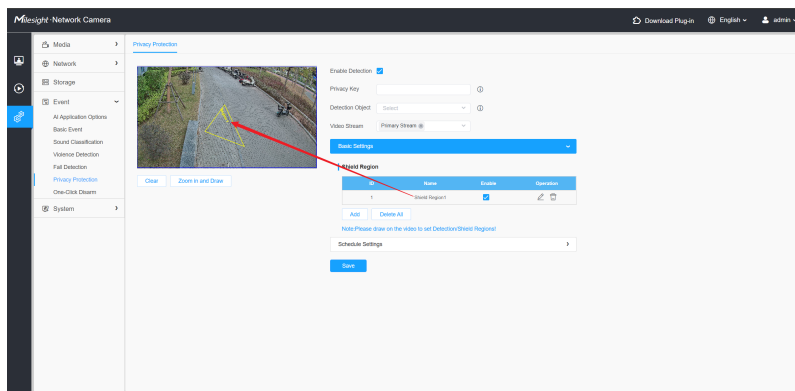 Milesight-Network Camera
Download Plug-in
English
admin
Media
Network
Storage
Event
AI Application Options
Basic Event
Sound Classification
Violence Detection
Fall Detection
Privacy Protection
One-Click Disarm
System
Privacy Protection
Clear
Zoom In and Draw
Enable Detection
Privacy Key
Detection Object
Select
Video Stream
Primary Stream
Basic Settings
Shield Region
ID Name Enable Operation
1 Shield Region1
Add
Delete All
Note:Please draw on the video to set Detection/Shield Regions!
Schedule Settings
Save